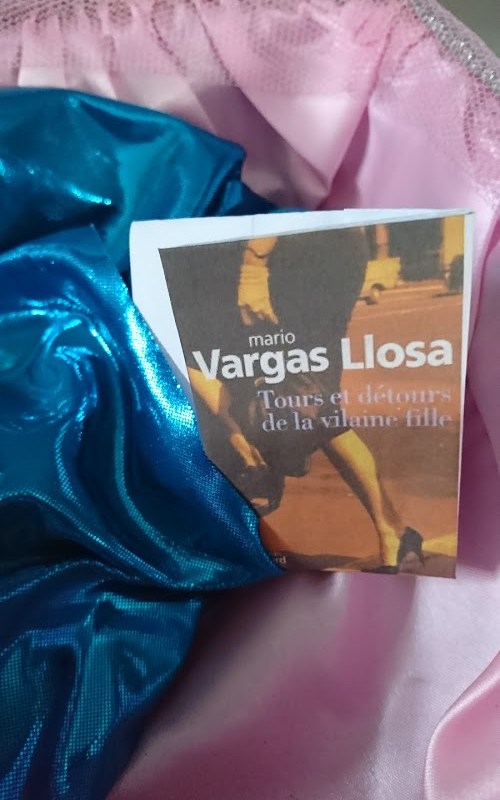 mario
Vargas Llosa
Tours et détours
de la vilaine fille